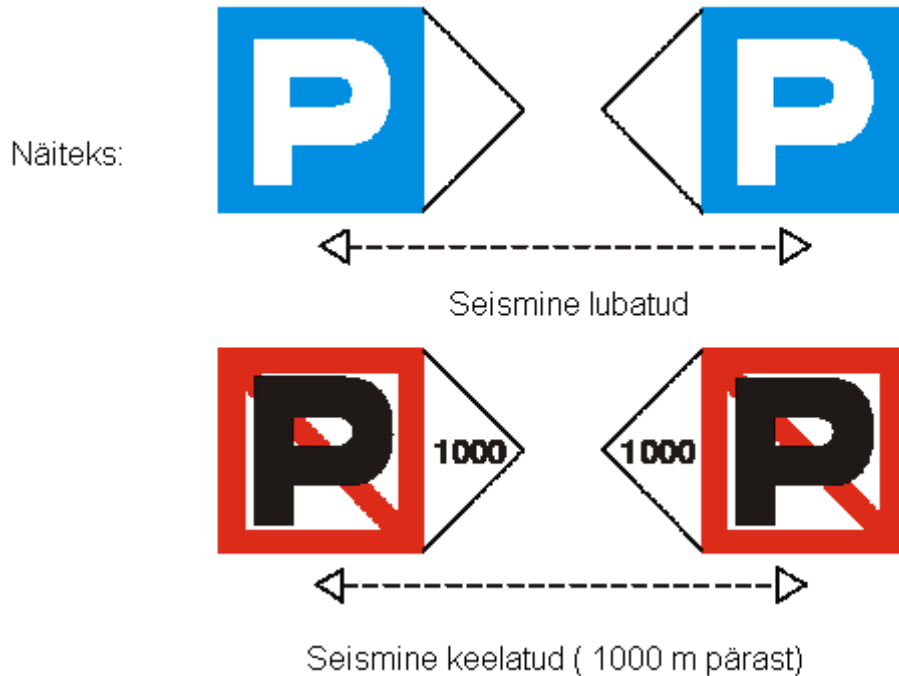 P P
Näiteks:
Seismine lubatud
P 1000 1000 P
Seismine keelatud ( 1000 m pärast)